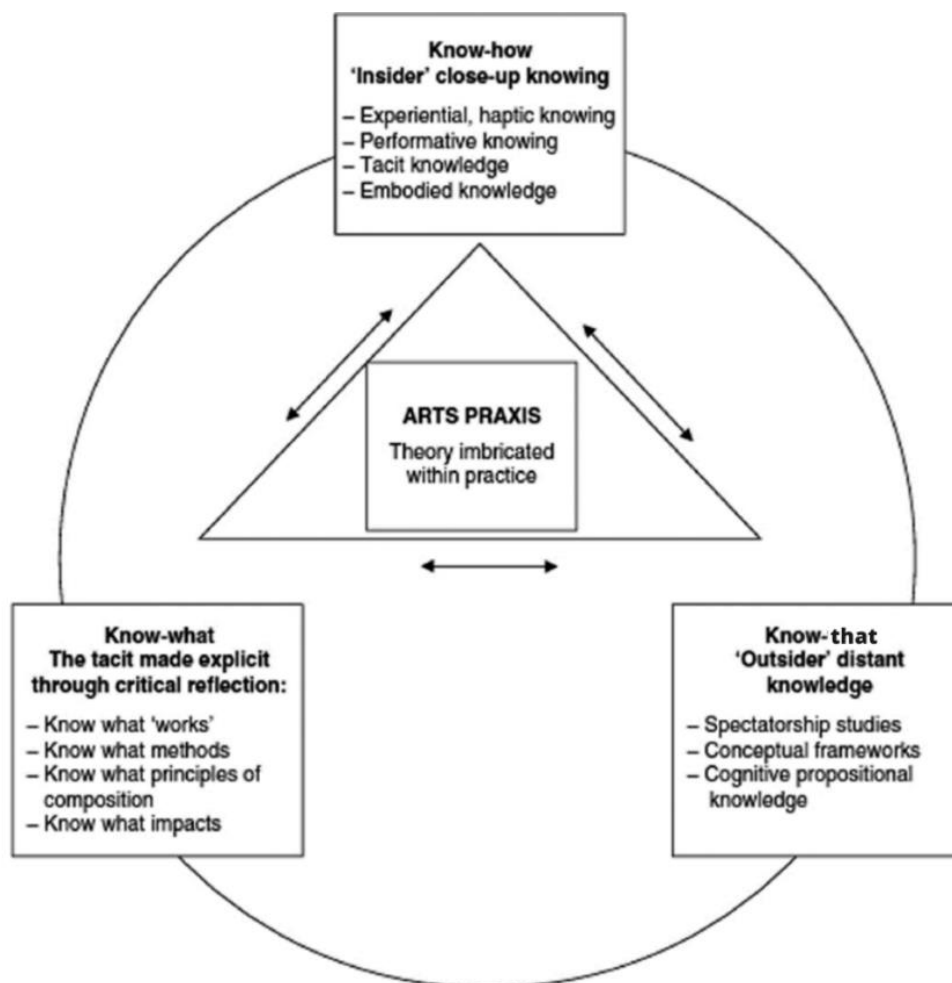 Know-how
‘Insider’ close-up knowing
– Experiential, haptic knowing
– Performative knowing
– Tacit knowledge
– Embodied knowledge
ARTS PRAXIS
Theory imbricated
within practice
Know-what
The tacit made explicit
through critical reflection:
– Know what ‘works’
– Know what methods
– Know what principles of
composition
– Know what impacts
Know-that
‘Outsider’ distant
knowledge
– Spectatorship studies
– Conceptual frameworks
– Cognitive propositional
knowledge